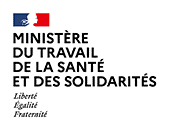 MINISTÈRE
DU TRAVAIL
DE LA SANTÉ
ET DES SOLIDARITÉS
Liberté
Égalité
Fraternité